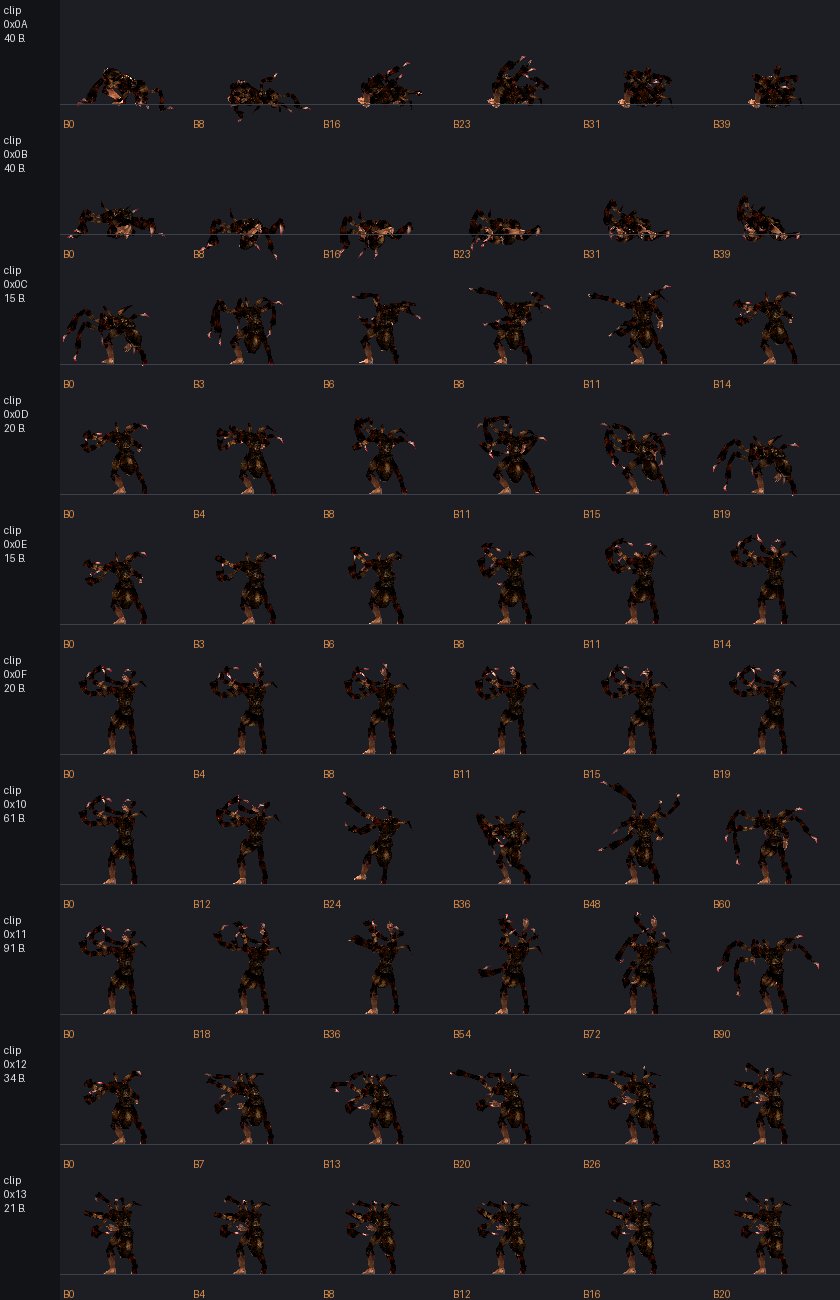 clip
0x0A
40 B.
B0 B8 B16 B23 B31 B39
clip
0x0B
40 B.
B0 B8 B16 B23 B31 B39
clip
0x0C
15 B.
B0 B3 B6 B8 B11 B14
clip
0x0D
20 B.
B0 B4 B8 B11 B15 B19
clip
0x0E
15 B.
B0 B3 B6 B8 B11 B14
clip
0x0F
20 B.
B0 B4 B8 B11 B15 B19
clip
0x10
61 B.
B0 B12 B24 B36 B48 B60
clip
0x11
91 B.
B0 B18 B36 B54 B72 B90
clip
0x12
34 B.
B0 B7 B13 B20 B26 B33
clip
0x13
21 B.
B0 B4 B8 B12 B16 B20